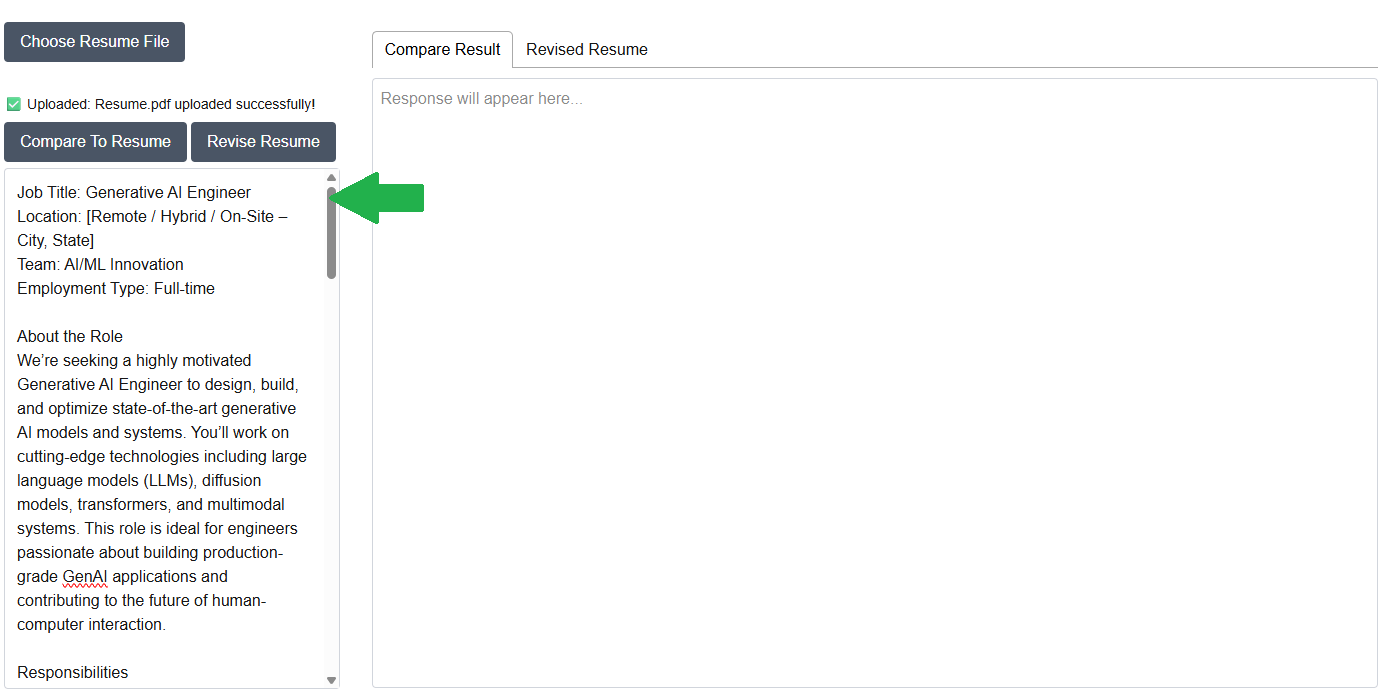 Choose Resume File
✅ Uploaded: Resume.pdf uploaded successfully!
Compare To Resume
Revise Resume
Job Title: Generative AI Engineer
Location: [Remote / Hybrid / On-Site –
City, State]
Team: AI/ML Innovation
Employment Type: Full-time
About the Role
We’re seeking a highly motivated
Generative AI Engineer to design, build,
and optimize state-of-the-art generative
AI models and systems. You’ll work on
cutting-edge technologies including large
language models (LLMs), diffusion
models, transformers, and multimodal
systems. This role is ideal for engineers
passionate about building production-
grade GenAI applications and
contributing to the future of human-
computer interaction.
Responsibilities
Compare Result
Revised Resume
Response will appear here...